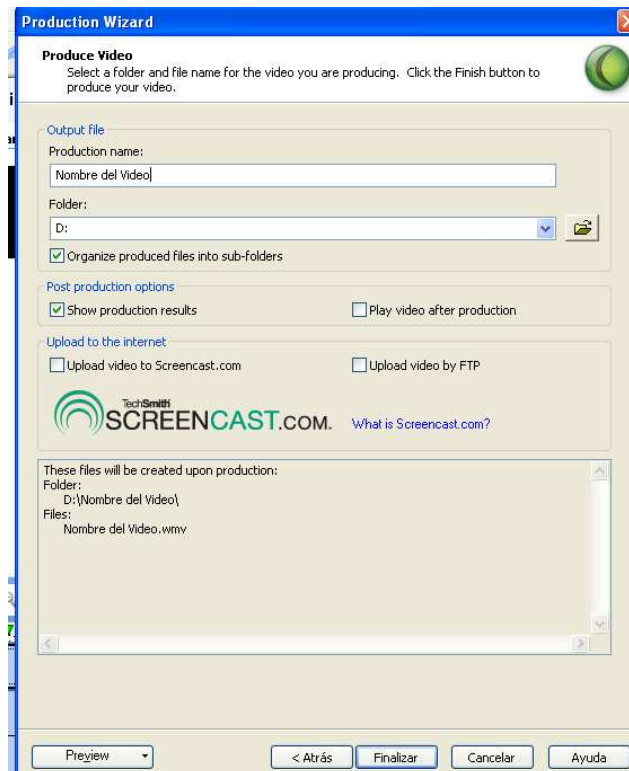 Production Wizard
Produce Video
Select a folder and file name for the video you are producing. Click the Finish button to
produce your video.
Output file
Production name:
Nombre del Video
Folder:
D:
Organize produced files into sub-folders
Post production options
Show production results
Play video after production
Upload to the internet
Upload video to Screencast.com
Upload video by FTP
TechSmith
SCREENCAST.COM.
What is Screencast.com?
These files will be created upon production:
Folder:
D:\Nombre del Video\
Files:
Nombre del Video.wmv
Preview
< Atrás
Finalizar
Cancelar
Ayuda